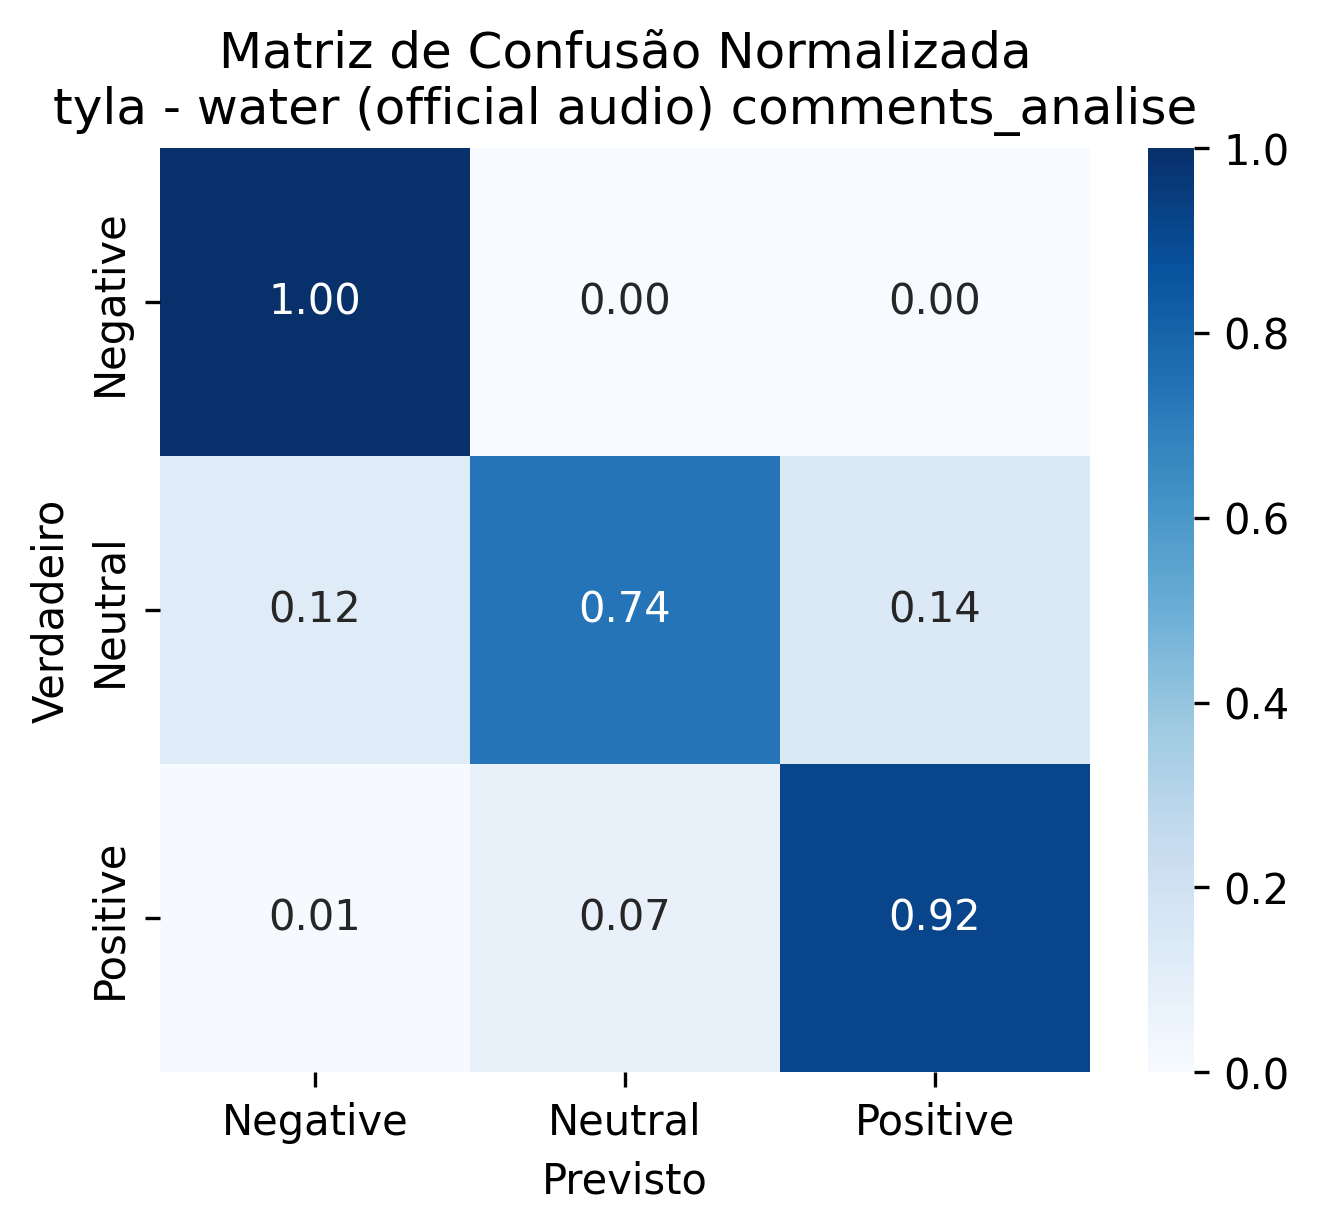 Matriz de Confusão Normalizada
tyla - water (official audio) comments_analise
Verdadeiro
Negative
1.00 0.00 0.00
Neutral
0.12 0.74 0.14
Positive
0.01 0.07 0.92
Negative Neutral Positive
Previsto
1.0
0.8
0.6
0.4
0.2
0.0